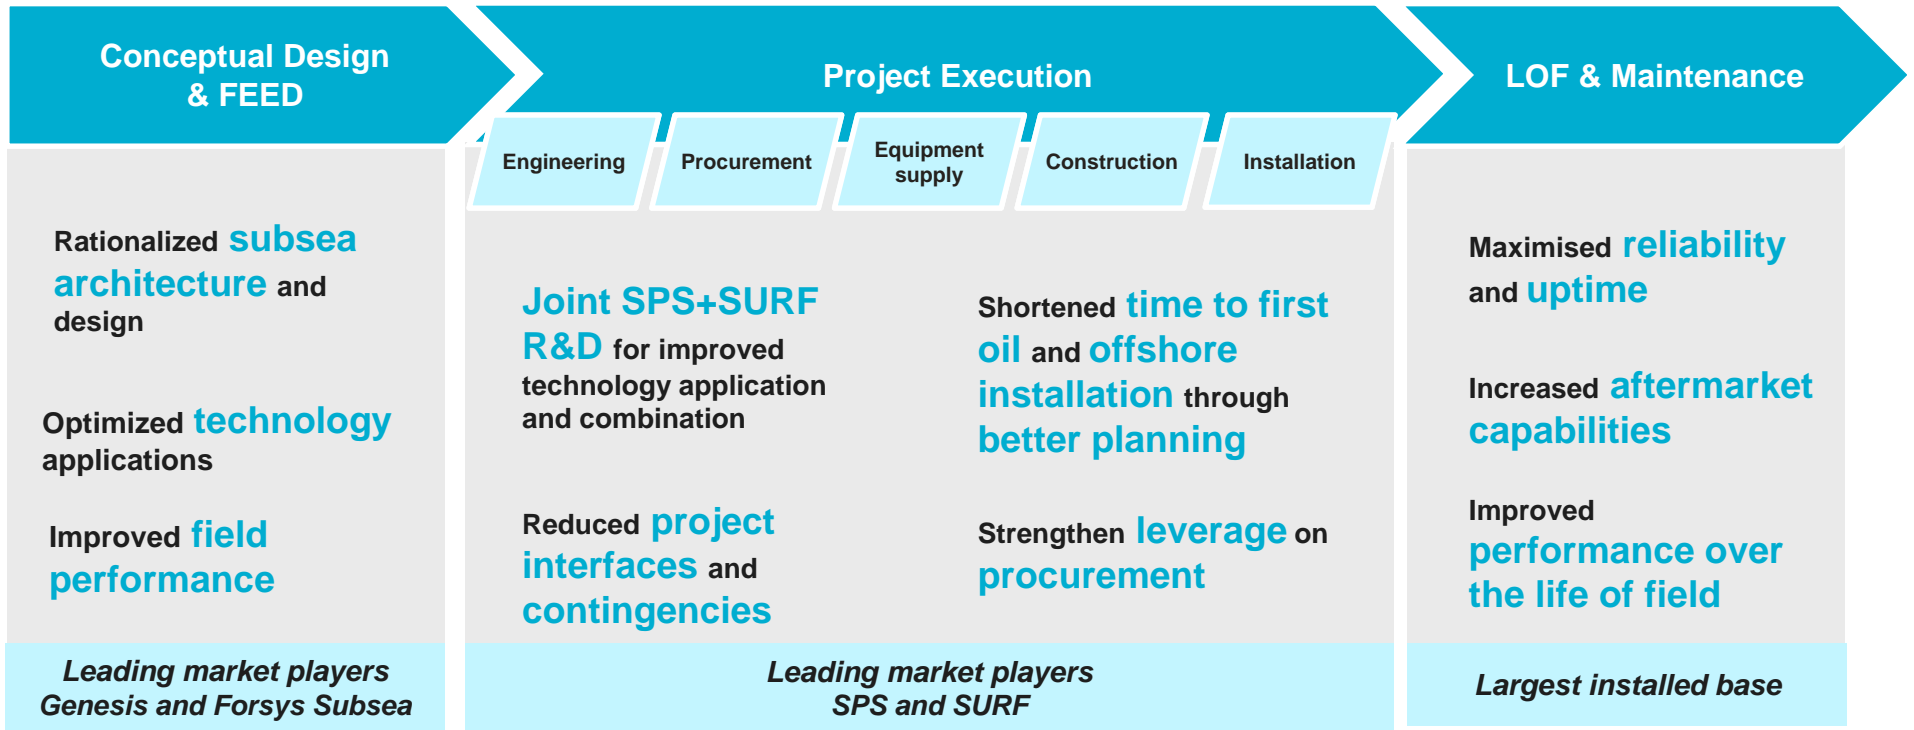 Conceptual Design
& FEED
Project Execution
LOF & Maintenance
Engineering
Procurement
Equipment
supply
Construction
Installation
Rationalized subsea
architecture and
design
Optimized technology
applications
Improved field
performance
Joint SPS+SURF
R&D for improved
technology application
and combination
Reduced project
interfaces and
contingencies
Shortened time to first
oil and offshore
installation through
better planning
Strengthen leverage on
procurement
Maximised reliability
and uptime
Increased aftermarket
capabilities
Improved
performance over
the life of field
Leading market players
Genesis and Forsys Subsea
Leading market players
SPS and SURF
Largest installed base